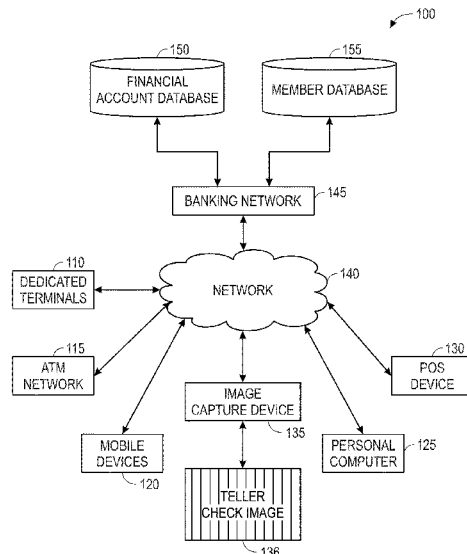 100
150
155
FINANCIAL
ACCOUNT DATABASE
MEMBER DATABASE
BANKING NETWORK
145
110
DEDICATED
TERMINALS
NETWORK
140
115
ATM
NETWORK
130
POS
DEVICE
IMAGE
CAPTURE DEVICE
135
MOBILE
DEVICES
120
PERSONAL
COMPUTER
125
TELLER
CHECK IMAGE
136